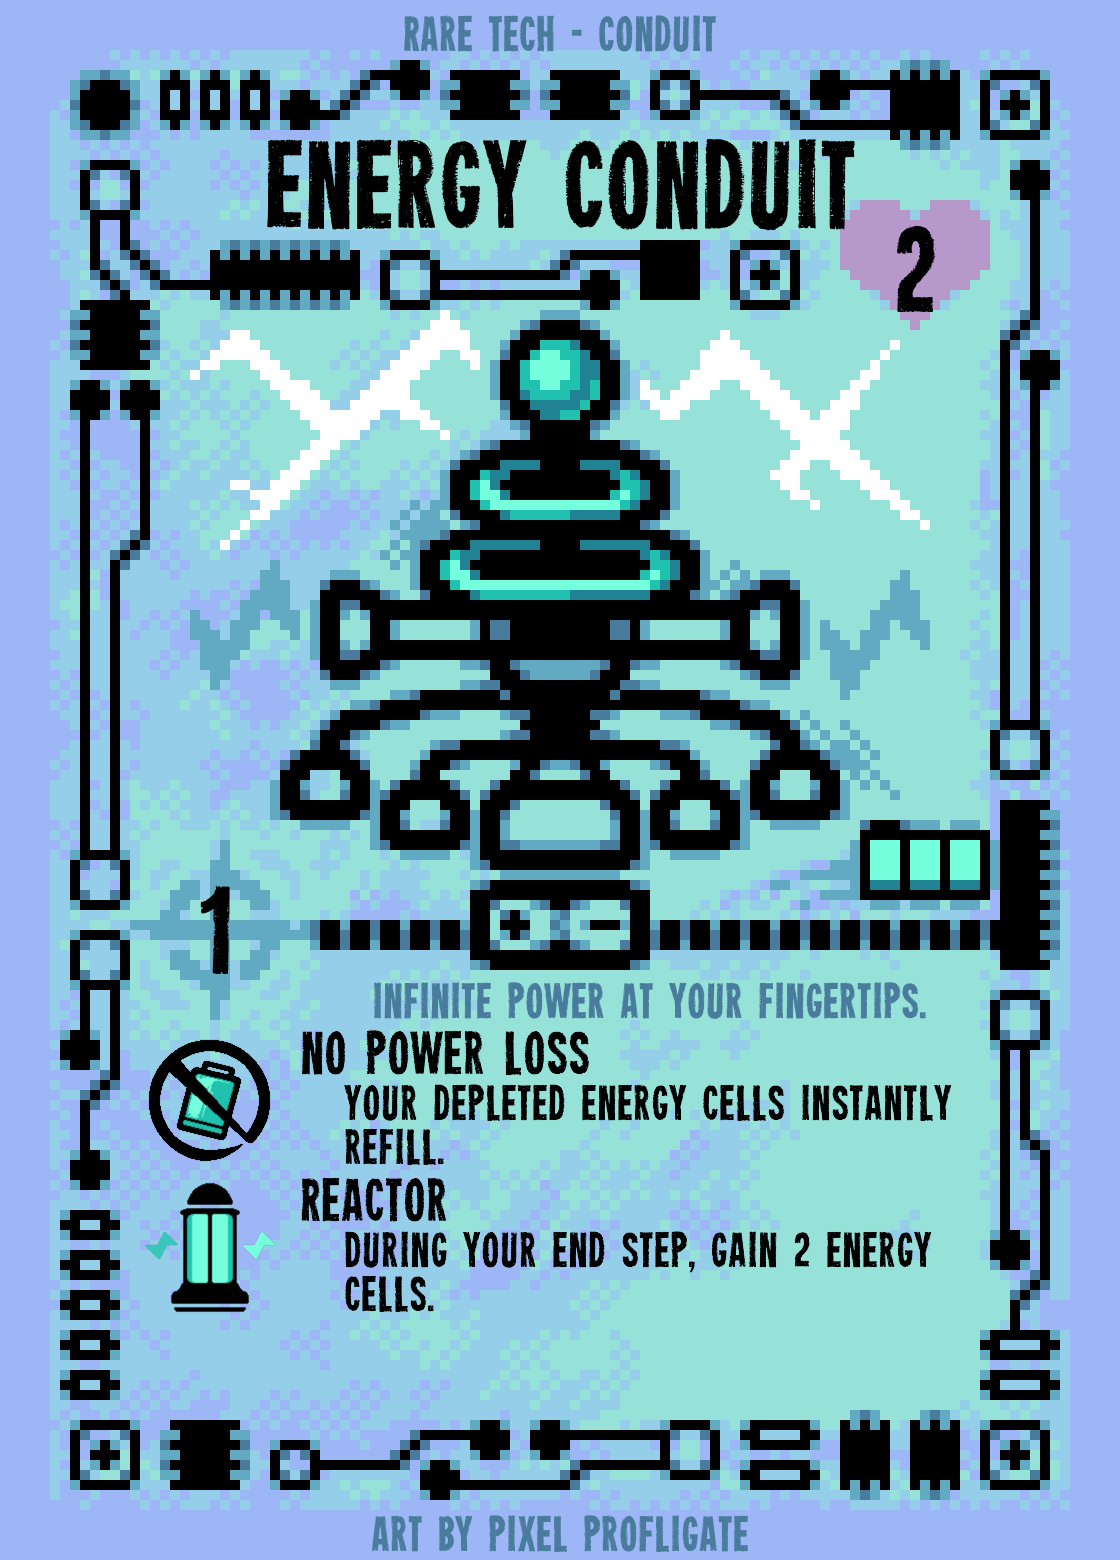 RARE TECH - CONDUIT
ENERGY CONDUIT
2
1
INFINITE POWER AT YOUR FINGERTIPS.
NO POWER LOSS
YOUR DEPLETED ENERGY CELLS INSTANTLY
REFILL.
REACTOR
DURING YOUR END STEP, GAIN 2 ENERGY
CELLS.
ART BY PIXEL PROFLIGATE